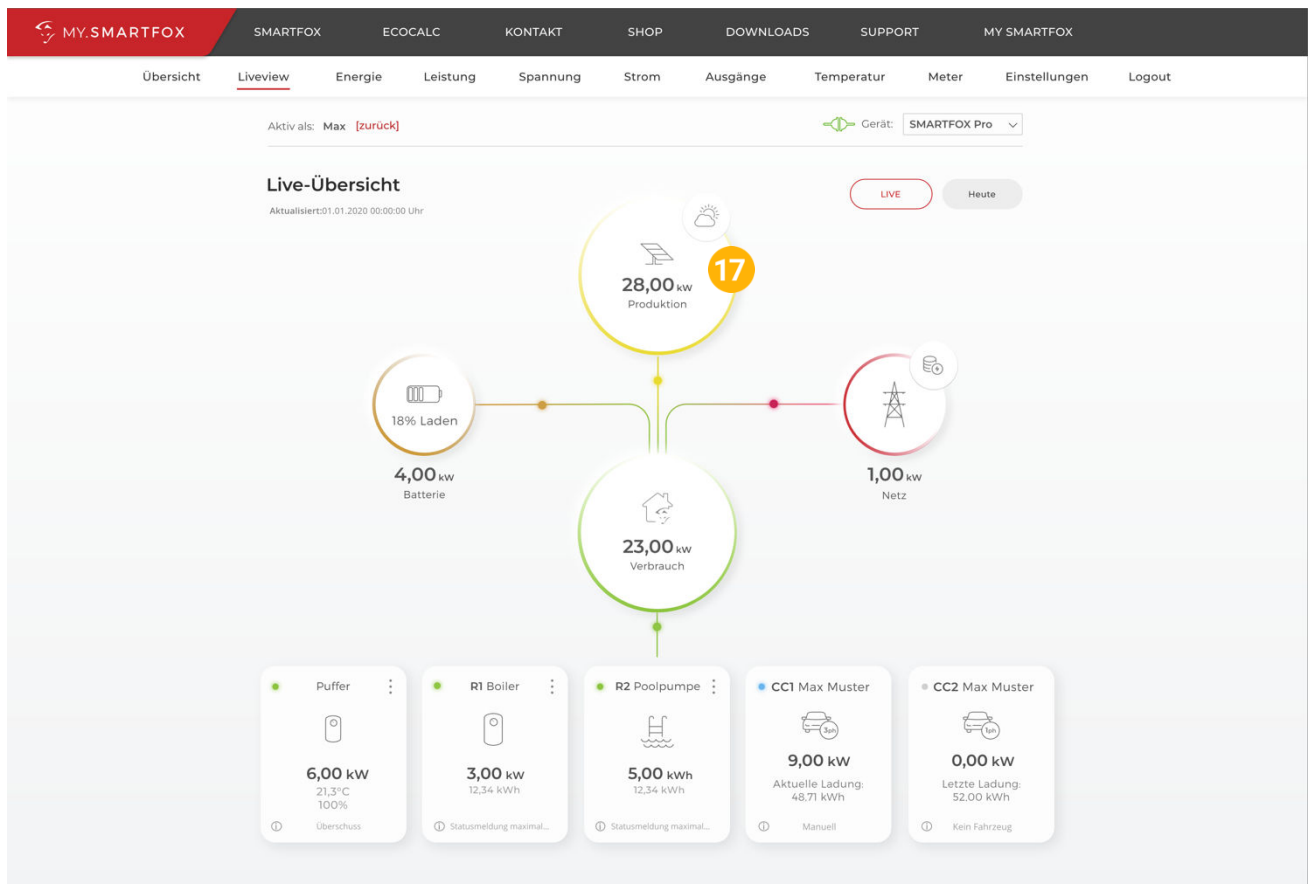 MY.SMARTFOX
SMARTFOX ECOCALC KONTAKT SHOP DOWNLOADS SUPPORT MY SMARTFOX
Übersicht Liveview Energie Leistung Spannung Strom Ausgänge Temperatur Meter Einstellungen Logout
Aktiv als: Max [zurück]
Gerät: SMARTFOX Pro
Live-Übersicht
Aktualisiert:01.01.2020 00:00:00 Uhr
LIVE
Heute
17
28,00 kW
Produktion
18% Laden
4,00 kW
Batterie
1,00 kW
Netz
23,00 kW
Verbrauch
Puffer
6,00 kW
21,3°C
100%
Überschuss
R1 Boiler
3,00 kW
12,34 kWh
Statusmeldung maximal...
R2 Poolpumpe
5,00 kWh
12,34 kWh
Statusmeldung maximal...
CC1 Max Muster
3ph
9,00 kW
Aktuelle Ladung:
48,71 kWh
Manuell
CC2 Max Muster
1ph
0,00 kW
Letzte Ladung:
52,00 kWh
Kein Fahrzeug